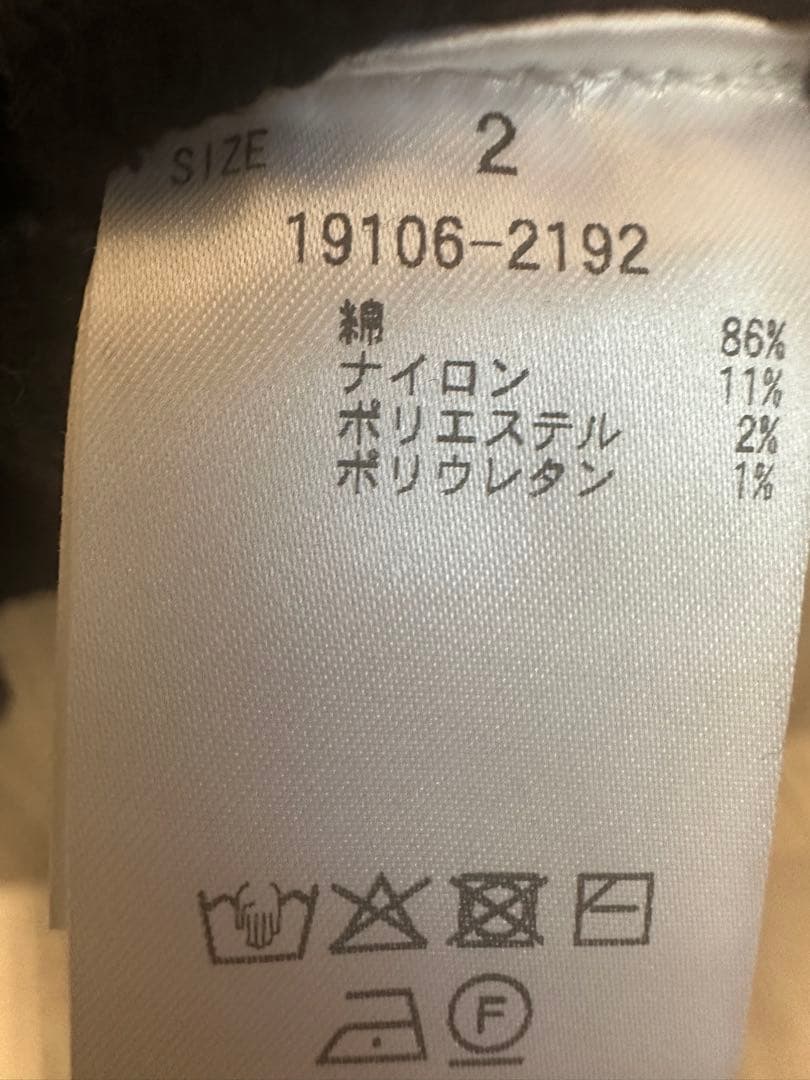 SIZE 2
19106-2192
綿 86%
ナイロン 11%
ポリエステル 2%
ポリウレタン 1%
F